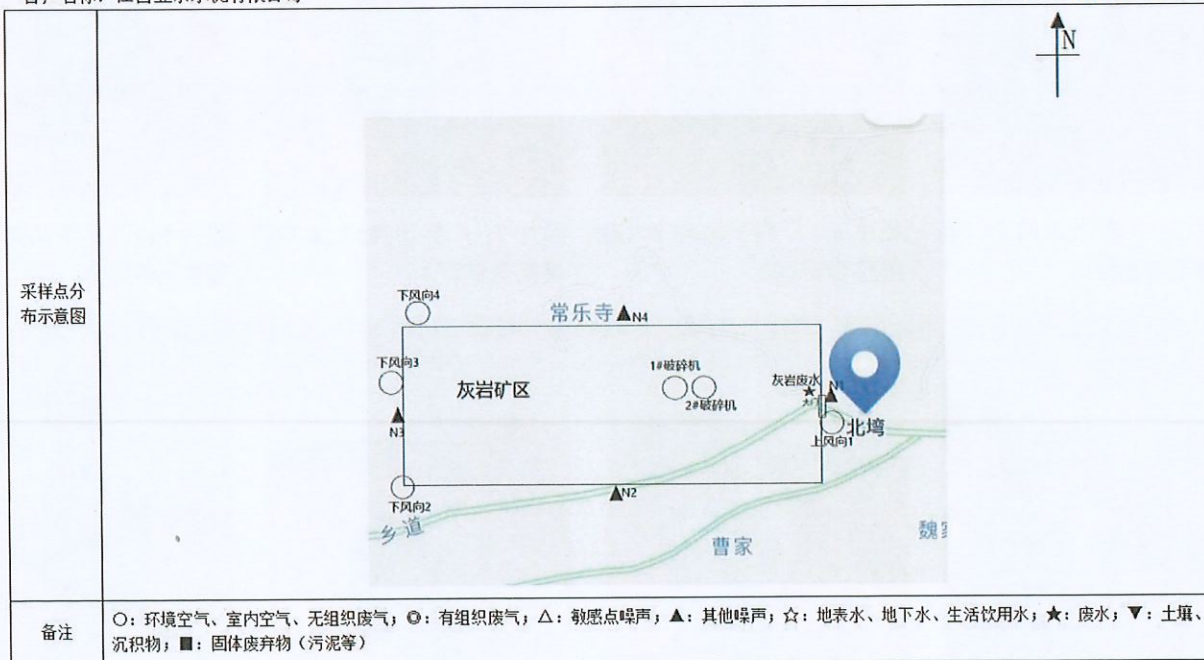 N
采样点分
布示意图
下风向4
常乐寺▲N4
下风向3
1#破碎机
灰岩矿区
2#破碎机
灰岩废水
★
大门
▲N1
▲
N3
上风向1
北塆
下风向2
▲N2
乡道
曹家
备注
○: 环境空气、室内空气、无组织废气; ◎: 有组织废气; △: 敏感点噪声; ▲: 其他噪声; ☆: 地表水、地下水、生活饮用水; ★: 废水; ▼: 土壤、
沉积物; ■: 固体废弃物 (污泥等)